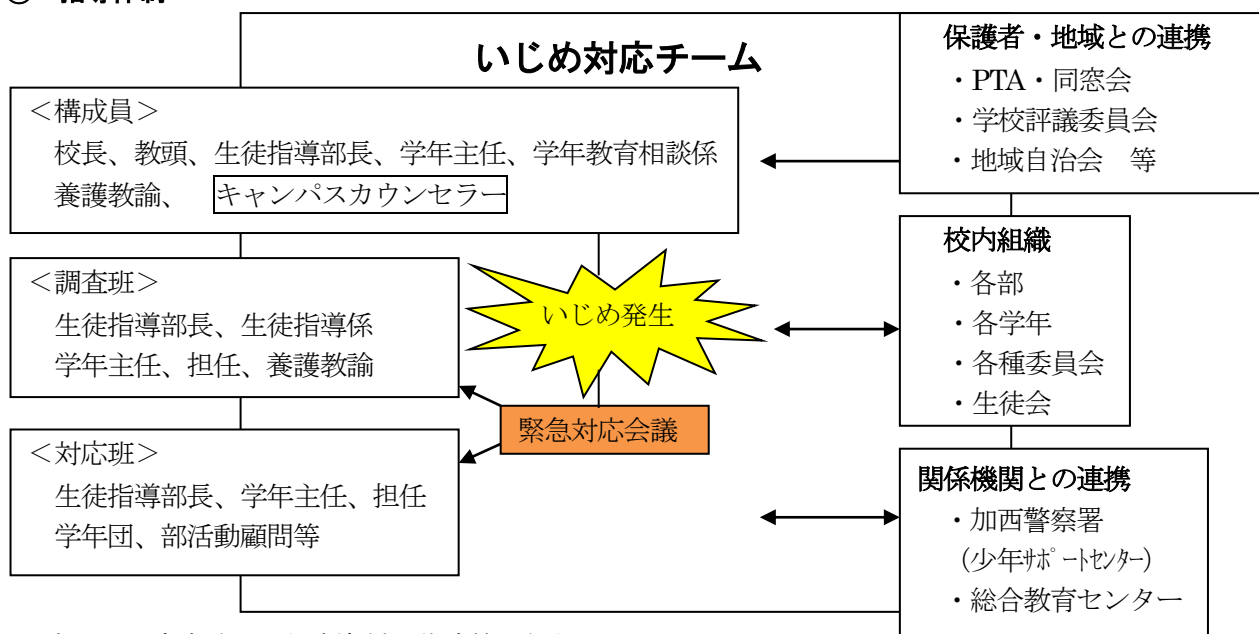 いじめ対応チーム
＜構成員＞
校長、教頭、生徒指導部長、学年主任、学年教育相談係
養護教諭、　キャンパスカウンセラー
＜調査班＞
生徒指導部長、生徒指導係
学年主任、担任、養護教諭
いじめ発生
緊急対応会議
＜対応班＞
生徒指導部長、学年主任、担任
学年団、部活動顧問等
保護者・地域との連携
・PTA・同窓会
・学校評議委員会
・地域自治会　等
校内組織
・各部
・各学年
・各種委員会
・生徒会
関係機関との連携
・加西警察署
（少年ｻﾎﾟｰﾄｾﾝﾀｰ）
・総合教育センター